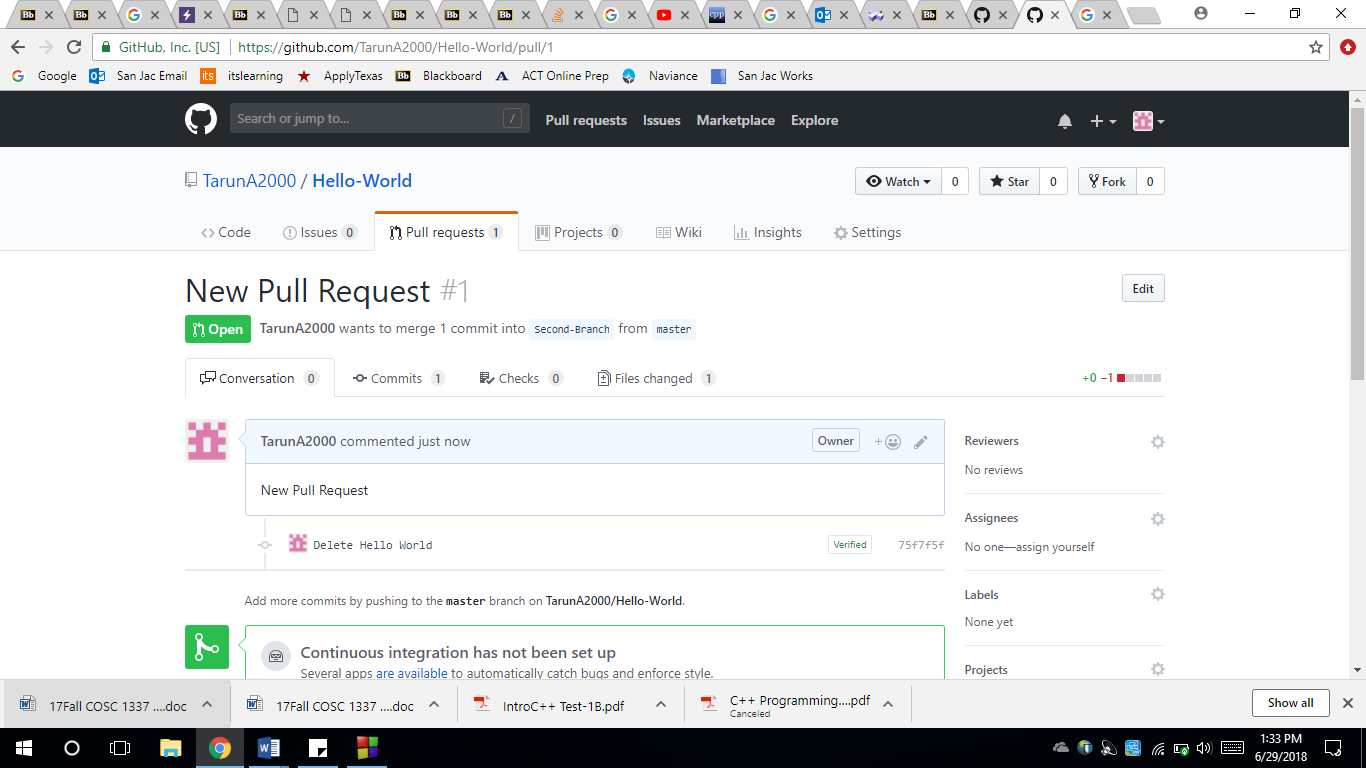 GitHub, Inc. [US] https://github.com/TarunA2000/Hello-World/pull/1
Google San Jac Email its itslearning ApplyTexas Bb Blackboard A ACT Online Prep Naviance San Jac Works
Search or jump to... / Pull requests Issues Marketplace Explore
TarunA2000 / Hello-World Watch 0 Star 0 Fork 0
Code Issues 0 Pull requests 1 Projects 0 Wiki Insights Settings
New Pull Request #1 Edit
Open TarunA2000 wants to merge 1 commit into Second-Branch from master
Conversation 0 Commits 1 Checks 0 Files changed 1 +0 −1
TarunA2000 commented just now Owner
Reviewers
No reviews
New Pull Request
Assignees
No one—assign yourself
Delete Hello World Verified 75f7f5f
Labels
None yet
Add more commits by pushing to the master branch on TarunA2000/Hello-World.
Continuous integration has not been set up
Several apps are available to automatically catch bugs and enforce style.
Projects
17Fall COSC 1337 ....doc 17Fall COSC 1337 ....doc IntroC++ Test-1B.pdf C++ Programming....pdf Show all
Canceled
1:33 PM
6/29/2018